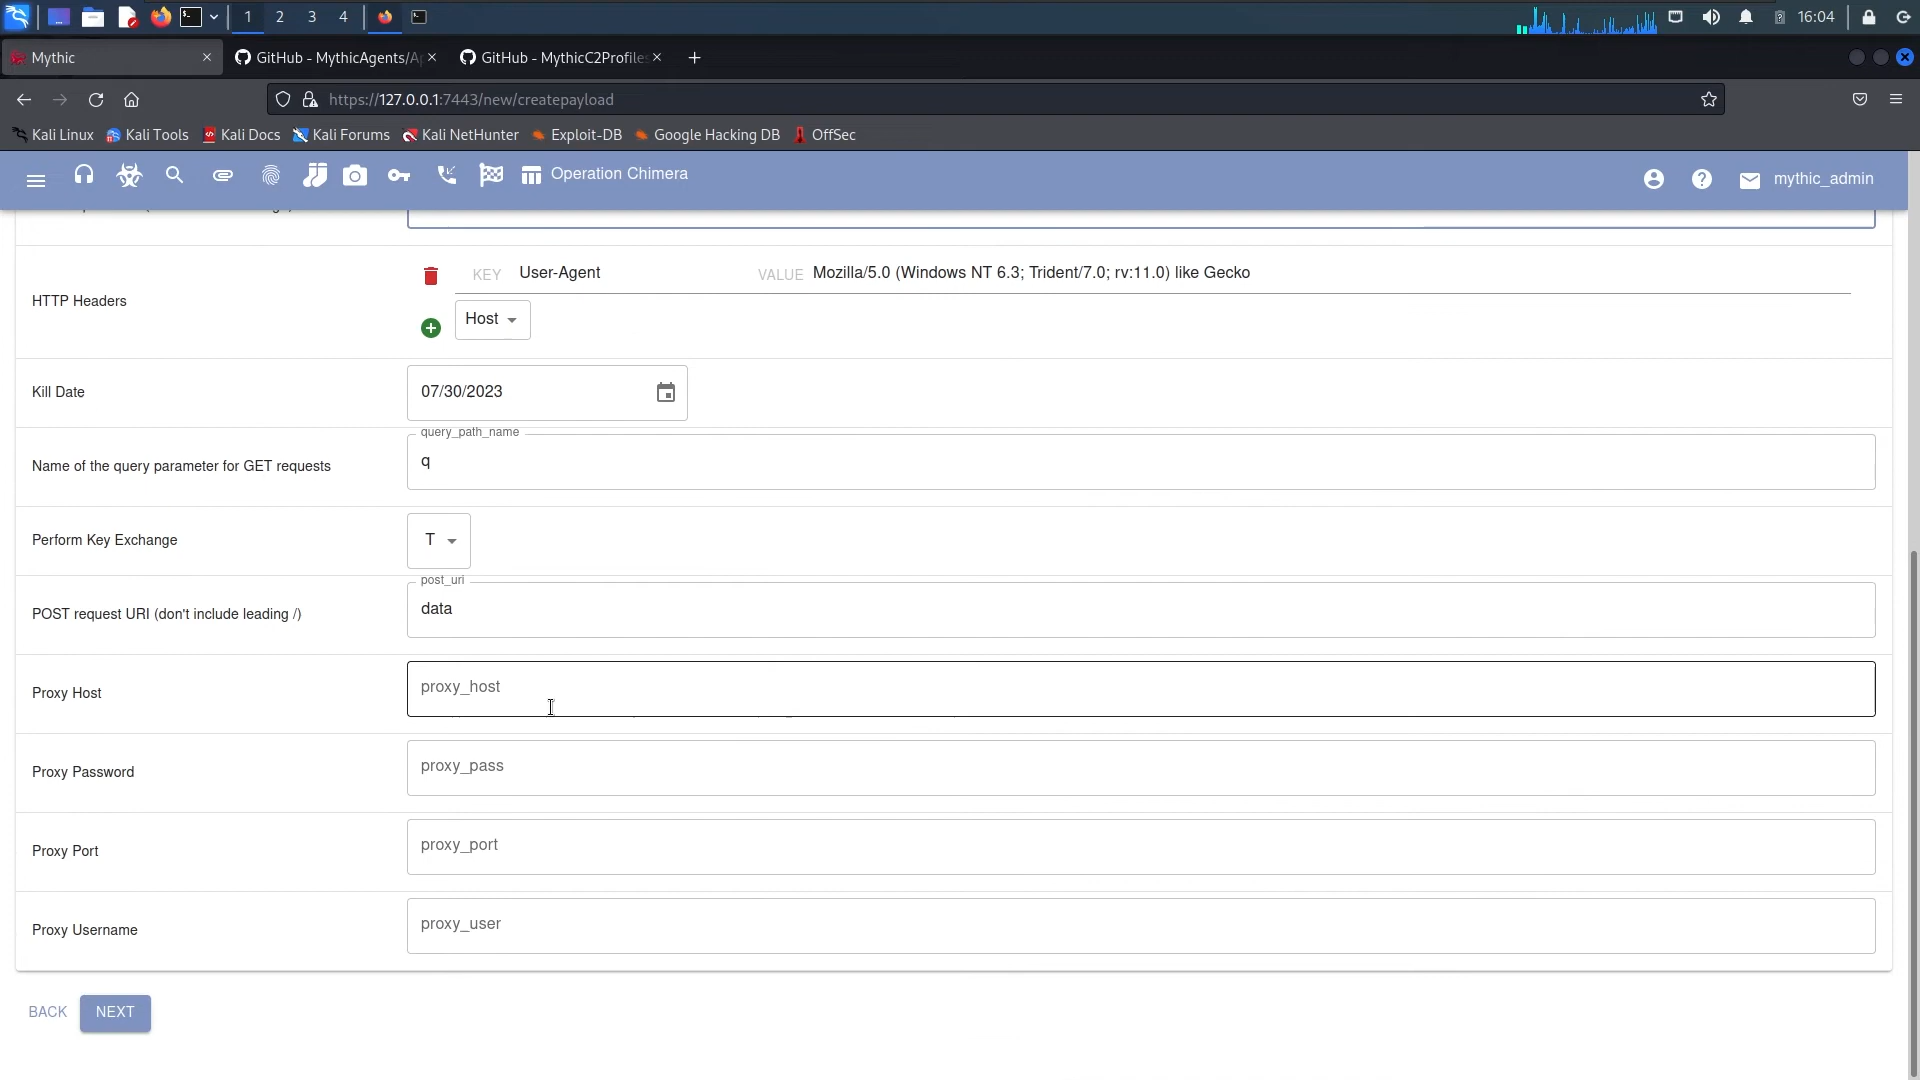 1 2 3 4 16:04
Mythic GitHub - MythicAgents/A GitHub - MythicC2Profiles
https://127.0.0.1:7443/new/createpayload
Kali Linux Kali Tools Kali Docs Kali Forums Kali NetHunter Exploit-DB Google Hacking DB OffSec
Operation Chimera mythic_admin
HTTP Headers
KEY User-Agent VALUE Mozilla/5.0 (Windows NT 6.3; Trident/7.0; rv:11.0) like Gecko
Host
Kill Date 07/30/2023
query_path_name
Name of the query parameter for GET requests q
Perform Key Exchange T
post_uri
POST request URI (don't include leading /) data
Proxy Host proxy_host
Proxy Password proxy_pass
Proxy Port proxy_port
Proxy Username proxy_user
BACK NEXT